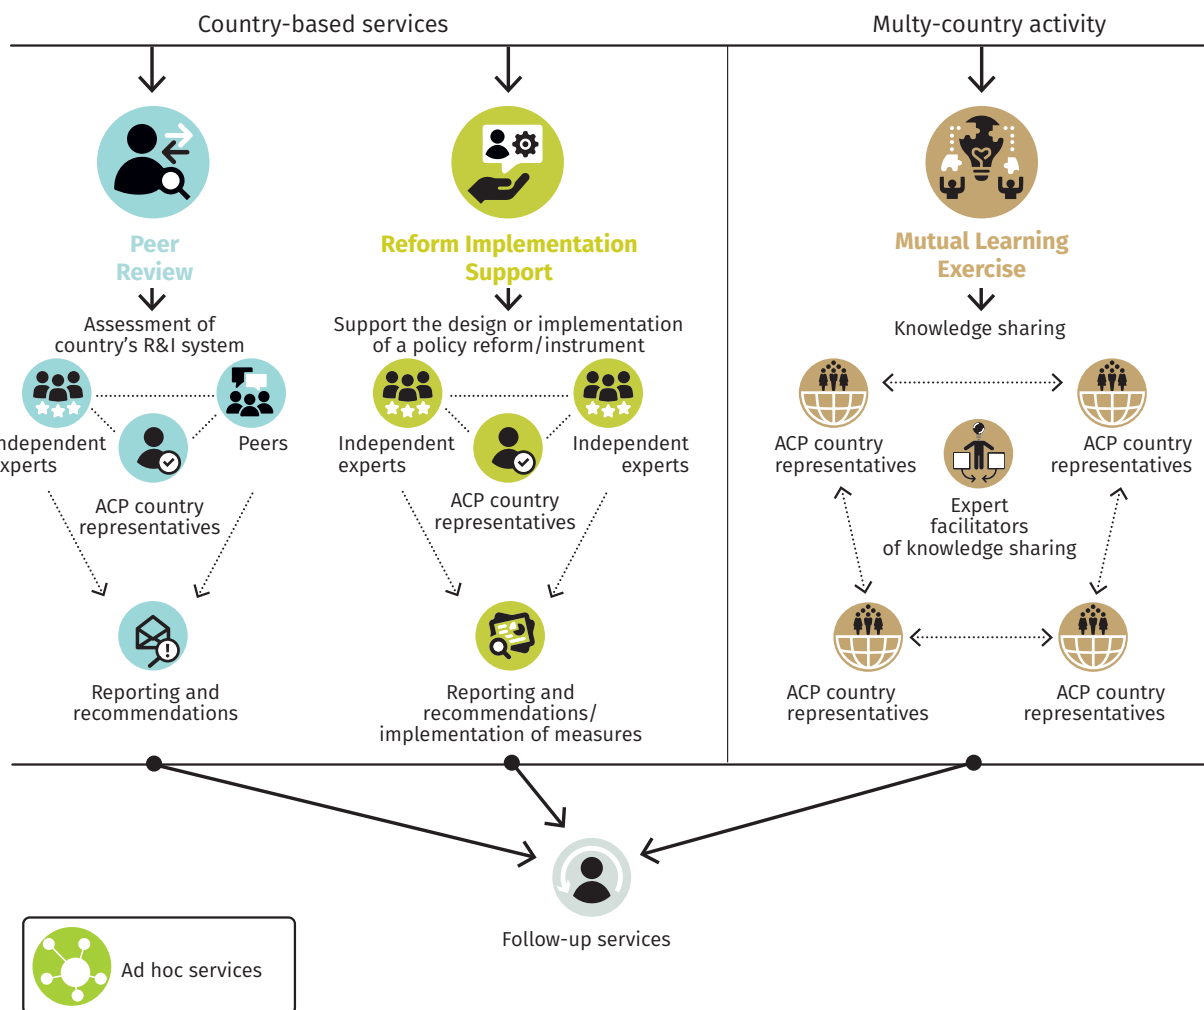 Country-based services
Multy-country activity
Peer
Review
Reform Implementation
Support
Mutual Learning
Exercise
Assessment of
country's R&I system
Support the design or implementation
of a policy reform/instrument
Knowledge sharing
ndependent
xperts
Peers
ACP country
representatives
Independent
experts
Independent
experts
ACP country
representatives
ACP country
representatives
ACP country
representatives
Expert
facilitators
of knowledge sharing
Reporting and
recommendations
Reporting and
recommendations/
implementation of measures
ACP country
representatives
ACP country
representatives
Follow-up services
Ad hoc services